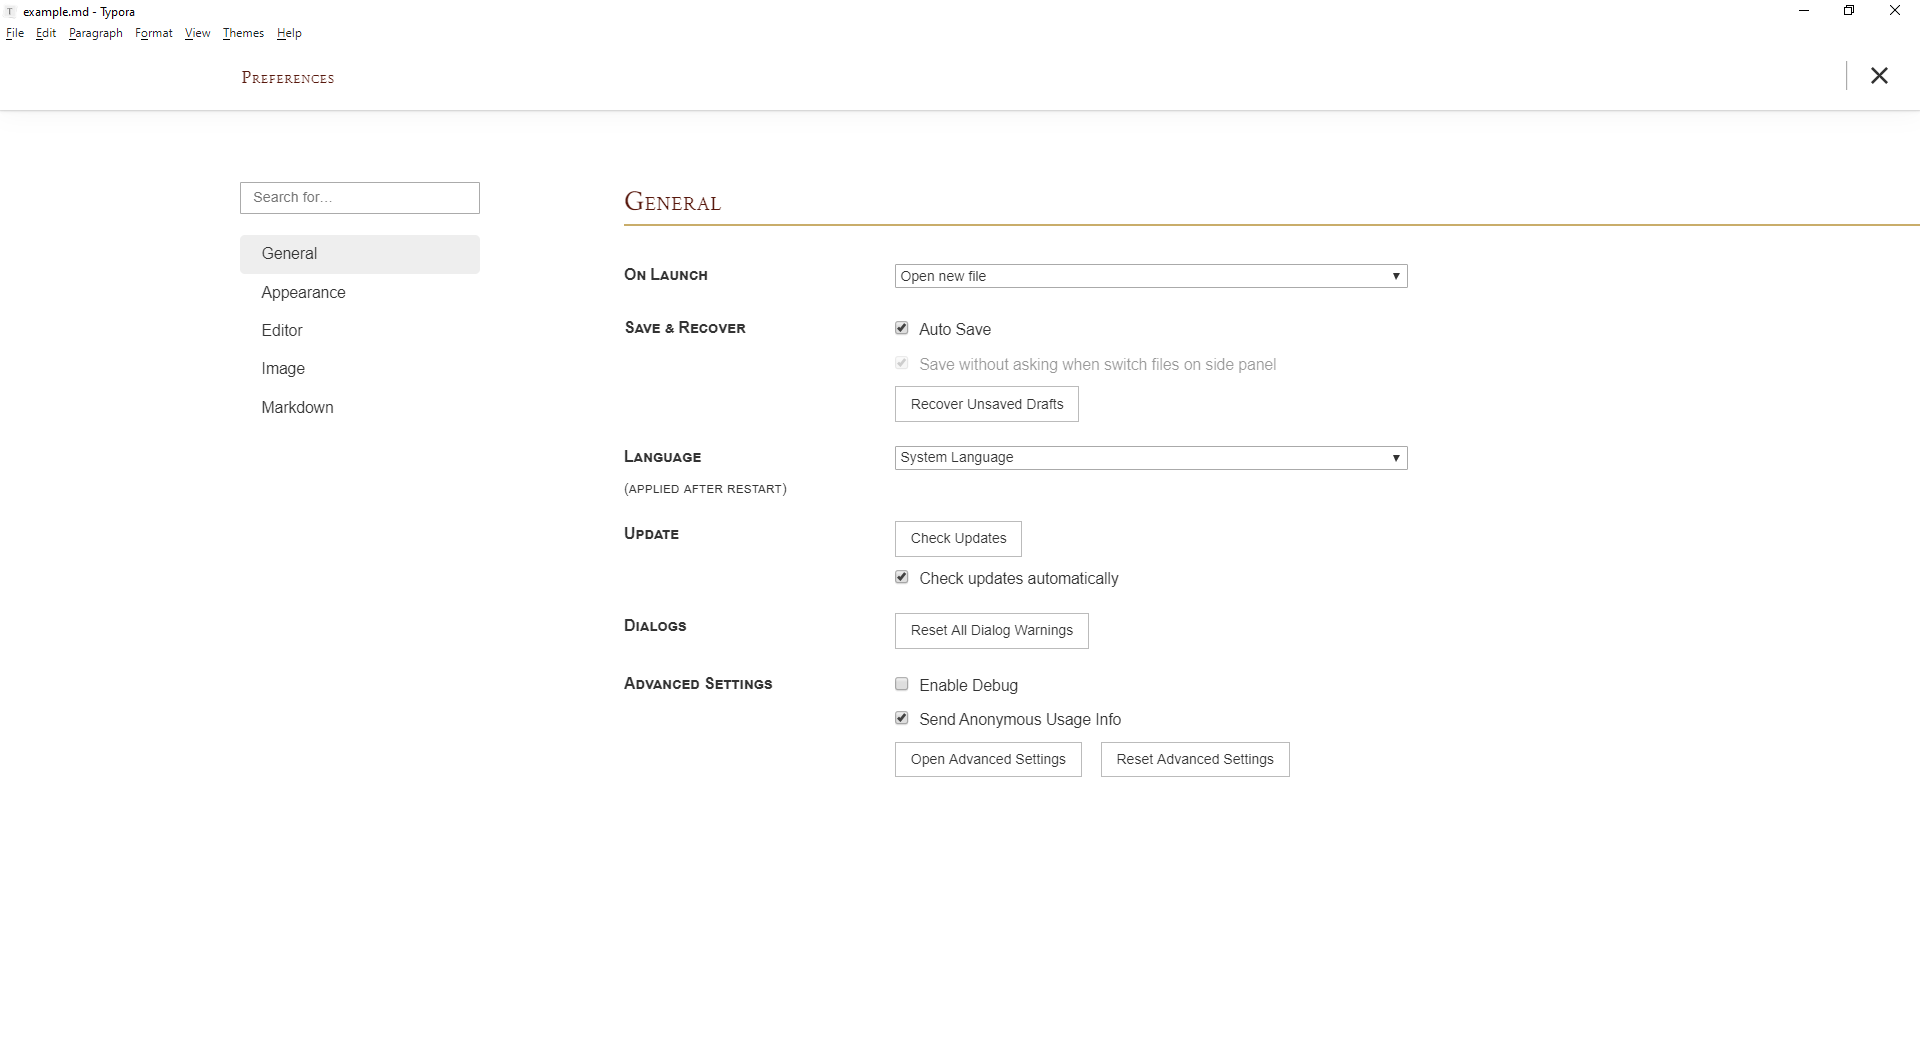 T example.md - Typora
File Edit Paragraph Format View Themes Help
Preferences
Search for...
General
Appearance
Editor
Image
Markdown
General
On Launch
Open new file
Save & Recover
Auto Save
Save without asking when switch files on side panel
Recover Unsaved Drafts
Language
System Language
(applied after restart)
Update
Check Updates
Check updates automatically
Dialogs
Reset All Dialog Warnings
Advanced Settings
Enable Debug
Send Anonymous Usage Info
Open Advanced Settings Reset Advanced Settings